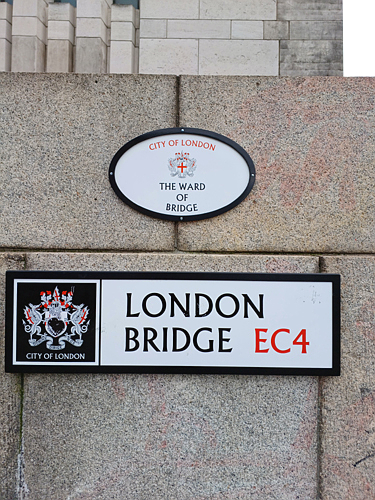 CITY OF LONDON
THE WARD
OF
BRIDGE
LONDON
BRIDGE EC4
CITY OF LONDON